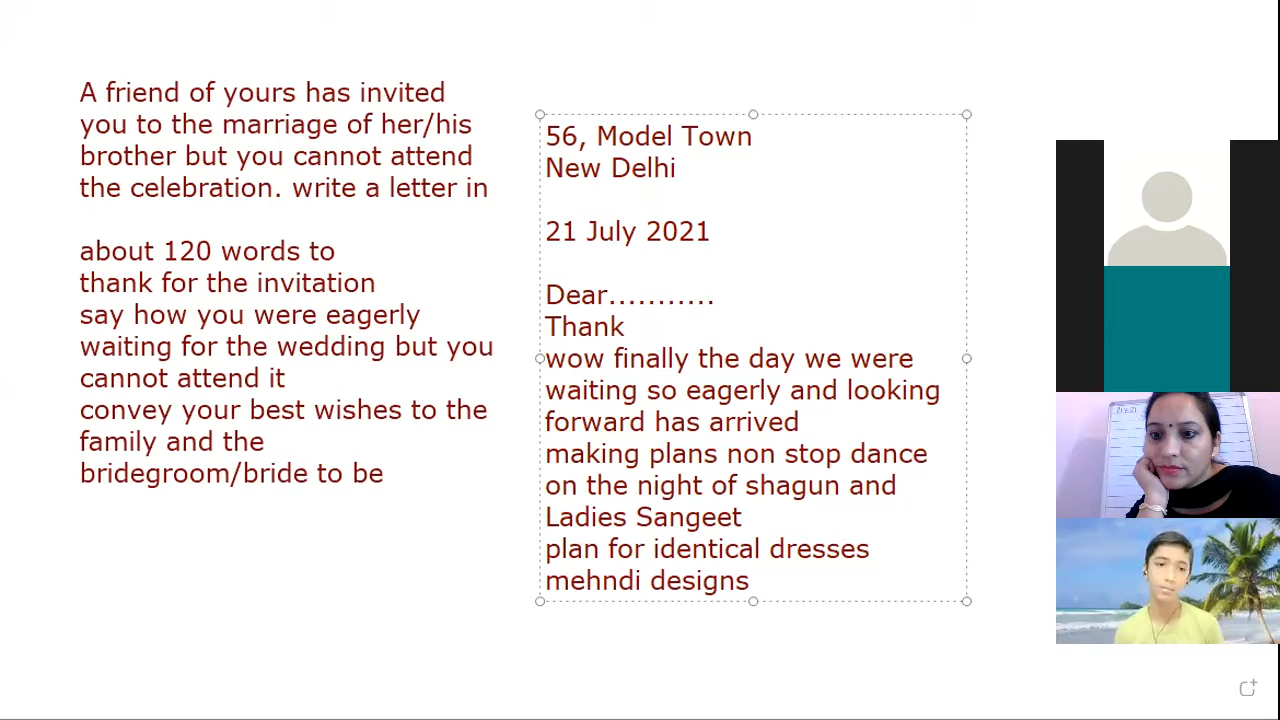 A friend of yours has invited
you to the marriage of her/his
brother but you cannot attend
the celebration. write a letter in
about 120 words to
thank for the invitation
say how you were eagerly
waiting for the wedding but you
cannot attend it
convey your best wishes to the
family and the
bridegroom/bride to be
56, Model Town
New Delhi
21 July 2021
Dear...........
Thank
wow finally the day we were
waiting so eagerly and looking
forward has arrived
making plans non stop dance
on the night of shagun and
Ladies Sangeet
plan for identical dresses
mehndi designs